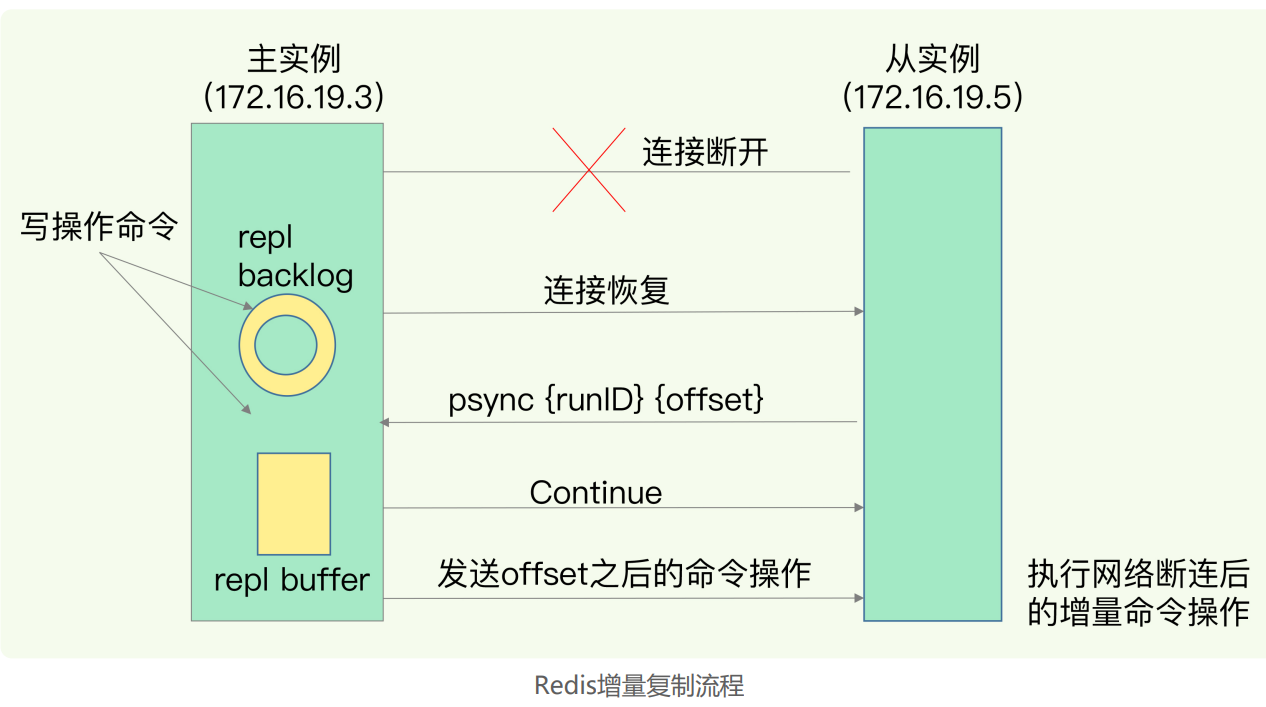 主实例
(172.16.19.3)
从实例
(172.16.19.5)
连接断开
写操作命令
repl
backlog
连接恢复
psync {runID} {offset}
Continue
repl buffer
发送offset之后的命令操作
执行网络断连后
的增量命令操作
Redis增量复制流程